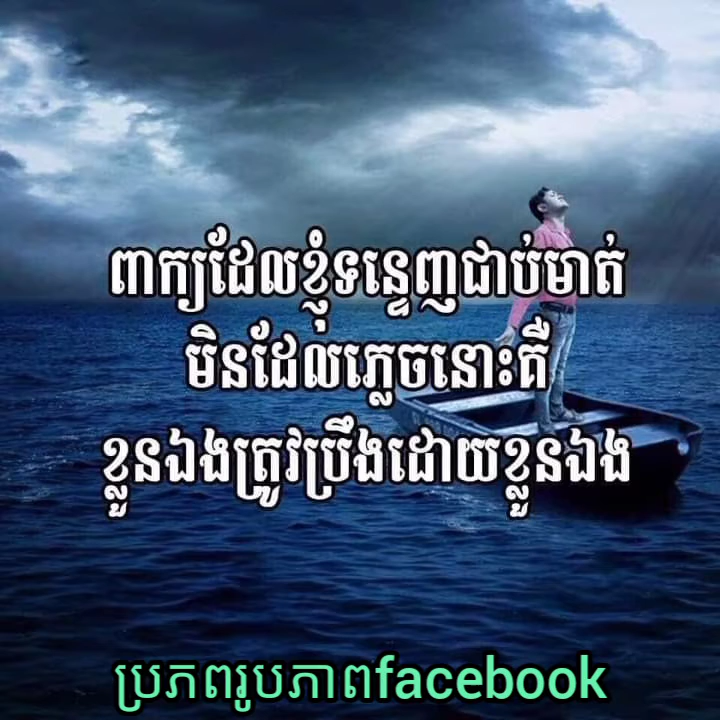 ពាក្យដែលខ្ញុំទន្ទេញជាប់មាត់
មិនដែលភ្លេចនោះគឺ
ខ្លួនឯងត្រូវប្រឹងដោយខ្លួនឯង
ប្រភពរូបភាពfacebook